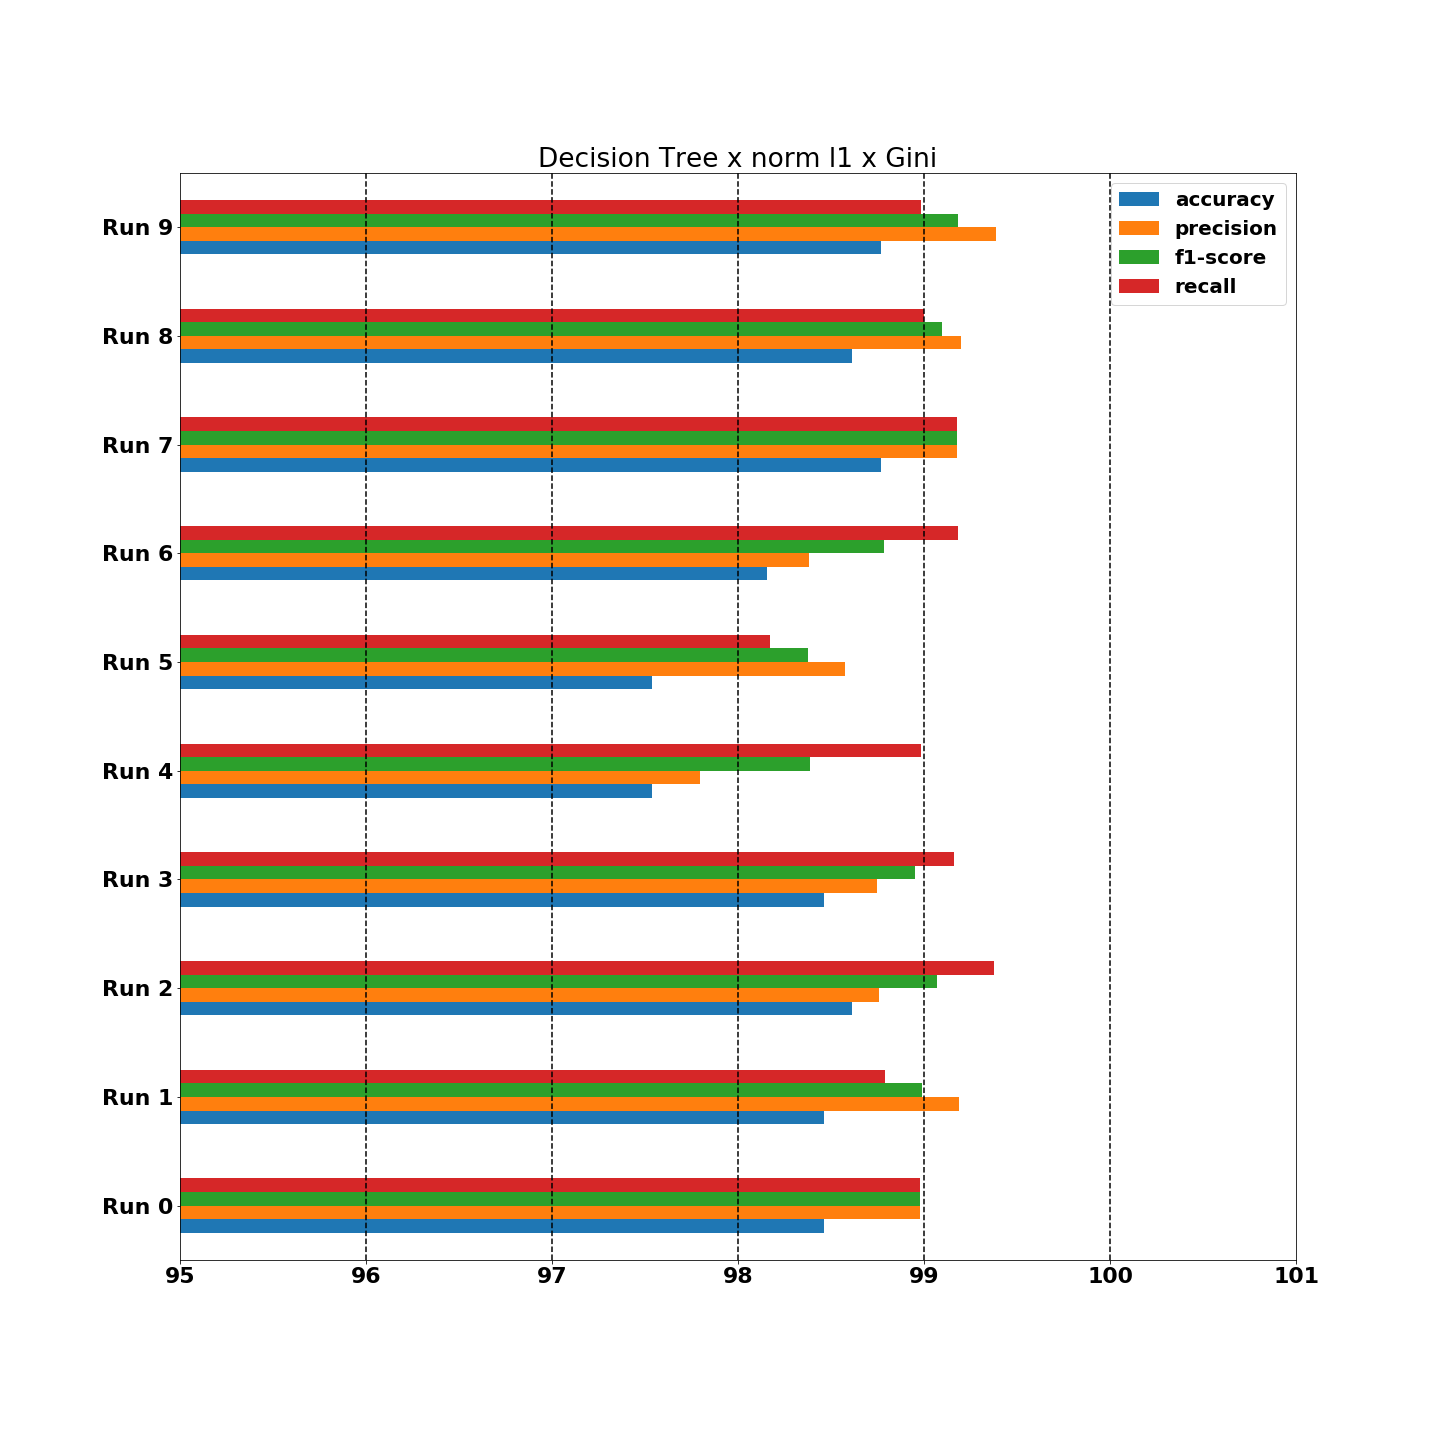 Decision Tree x norm l1 x Gini
accuracy
precision
f1-score
recall
Run 9
Run 8
Run 7
Run 6
Run 5
Run 4
Run 3
Run 2
Run 1
Run 0
95 96 97 98 99 100 101